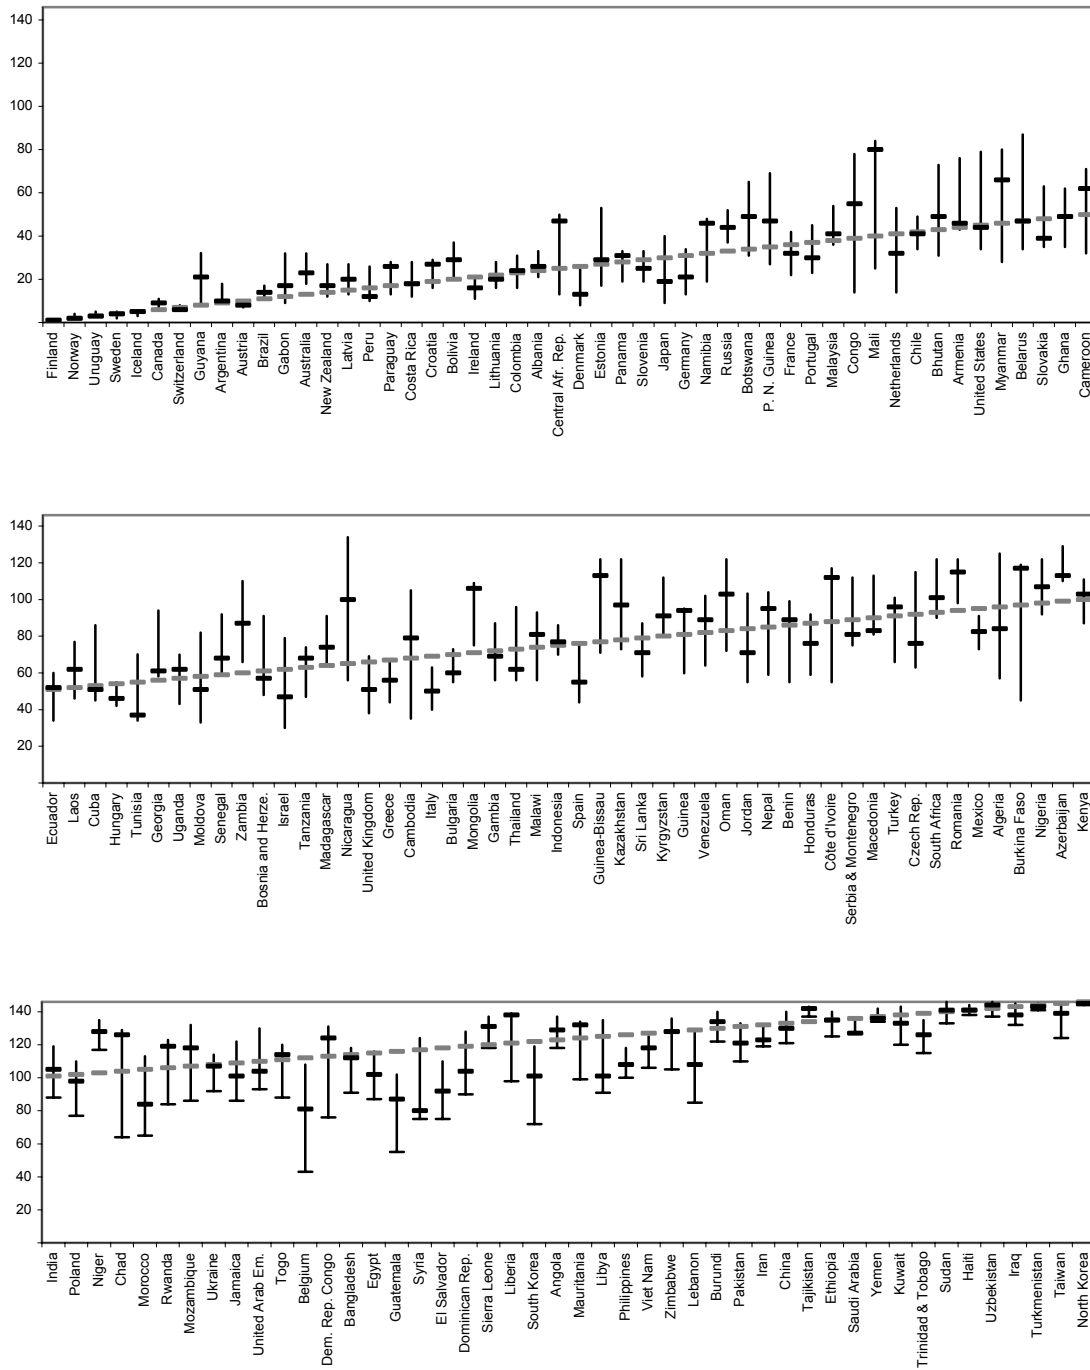 140
120
100
80
60
40
20
Finland
Norway
Uruguay
Sweden
Iceland
Canada
Switzerland
Guyana
Argentina
Austria
Brazil
Gabon
Australia
New Zealand
Latvia
Peru
Paraguay
Costa Rica
Croatia
Bolivia
Ireland
Lithuania
Colombia
Albania
Central Afr. Rep.
Denmark
Estonia
Panama
Slovenia
Japan
Germany
Namibia
Russia
Botswana
P. N. Guinea
France
Portugal
Malaysia
Congo
Mali
Netherlands
Chile
Bhutan
Armenia
United States
Myanmar
Belarus
Slovakia
Ghana
Cameroon
140
120
100
80
60
40
20
Ecuador
Laos
Cuba
Hungary
Tunisia
Georgia
Uganda
Moldova
Senegal
Zambia
Bosnia and Herze.
Israel
Tanzania
Madagascar
Nicaragua
United Kingdom
Greece
Cambodia
Italy
Bulgaria
Mongolia
Gambia
Thailand
Malawi
Indonesia
Spain
Guinea-Bissau
Kazakhstan
Sri Lanka
Kyrgyzstan
Guinea
Venezuela
Oman
Jordan
Nepal
Benin
Honduras
Côte d'Ivoire
Serbia & Montenegro
Macedonia
Turkey
Czech Rep.
South Africa
Romania
Mexico
Algeria
Burkina Faso
Nigeria
Azerbaijan
Kenya
140
120
100
80
60
40
20
India
Poland
Niger
Chad
Morocco
Rwanda
Mozambique
Ukraine
Jamaica
United Arab Em.
Togo
Belgium
Dem. Rep. Congo
Bangladesh
Egypt
Guatemala
Syria
El Salvador
Dominican Rep.
Sierra Leone
Liberia
South Korea
Angola
Mauritania
Libya
Philippines
Viet Nam
Zimbabwe
Lebanon
Burundi
Pakistan
Iran
China
Tajikistan
Ethiopia
Saudi Arabia
Yemen
Kuwait
Trinidad & Tobago
Sudan
Haiti
Uzbekistan
Iraq
Turkmenistan
Taiwan
North Korea